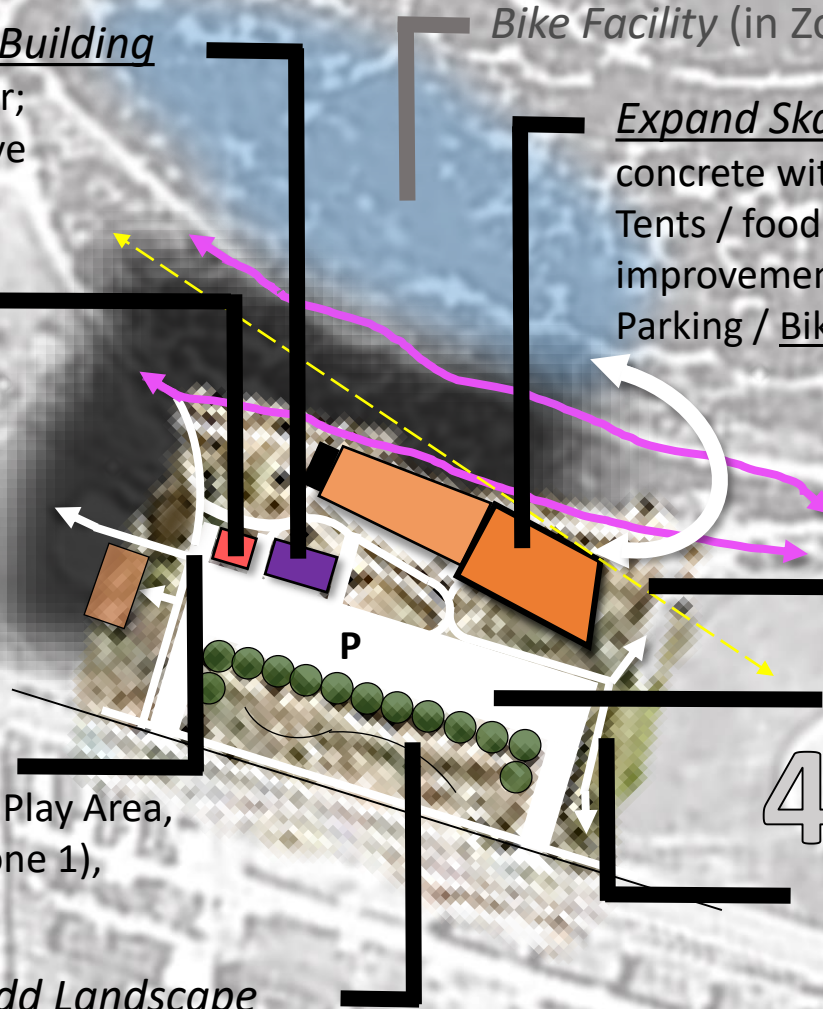 Building
r;
ve
Bike Facility (in Zo
Expand Ska
concrete wit
Tents / food
improvemen
Parking / Bik
P
4
Play Area,
one 1),
dd Landscape